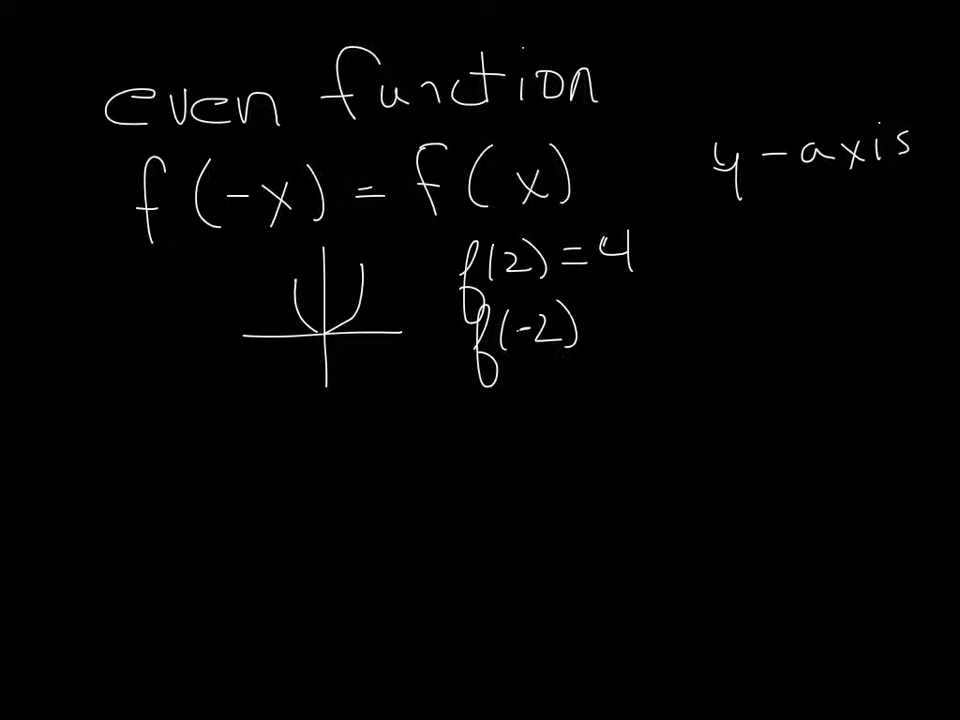 even function
f(-x) = f(x)
y-axis
f(2) = 4
f(-2)